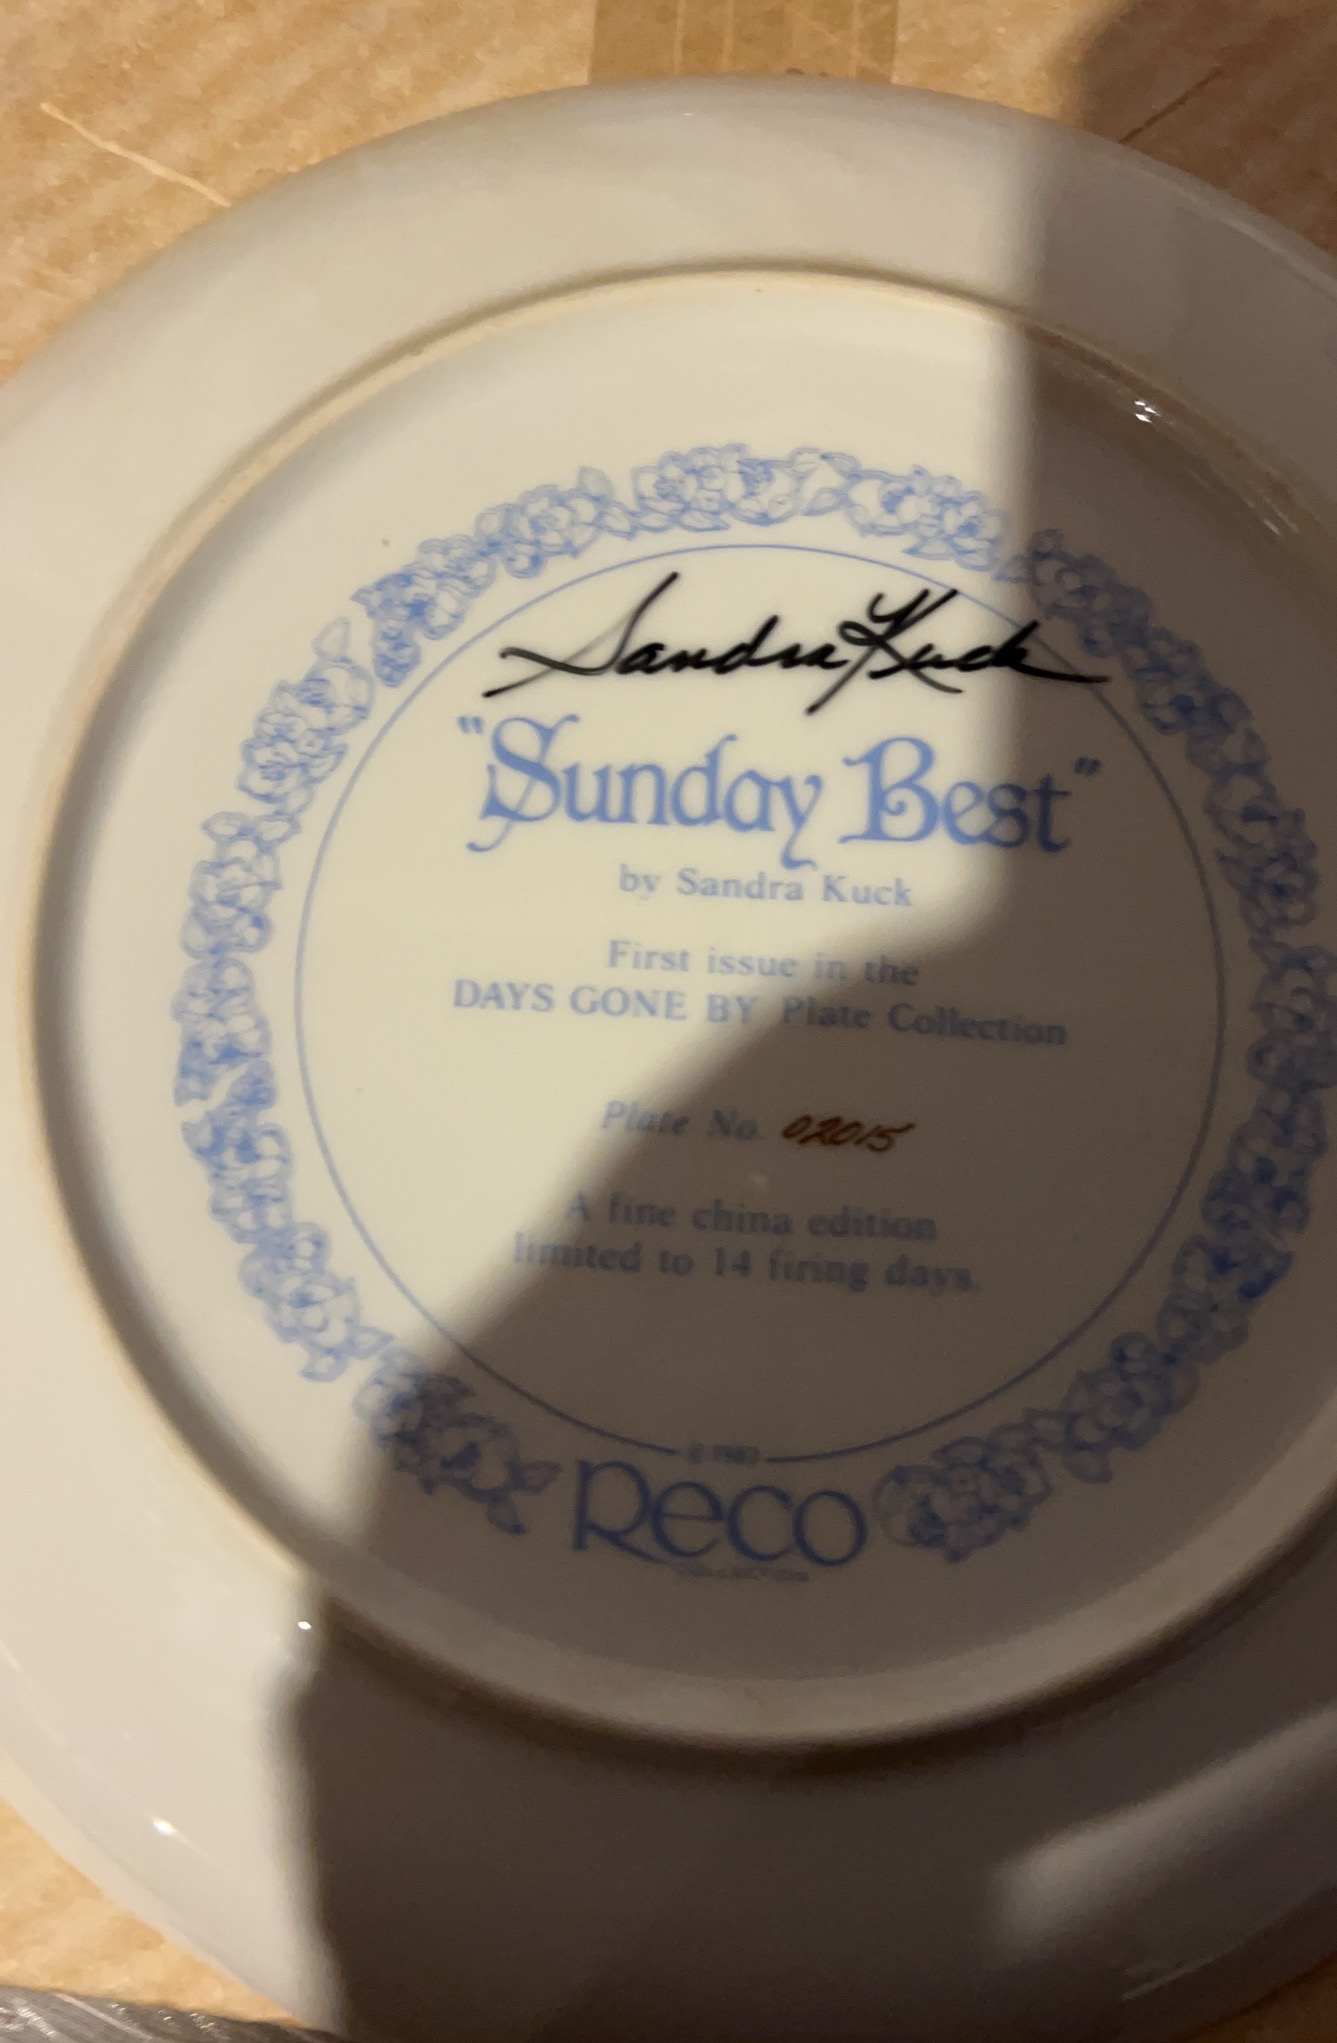 Sandra Kuck
"Sunday Best"
by Sandra Kuck
First issue in the
DAYS GONE BY Plate Collection
Plate No. 02015
A fine china edition
limited to 14 firing days.
© 1983
Reco